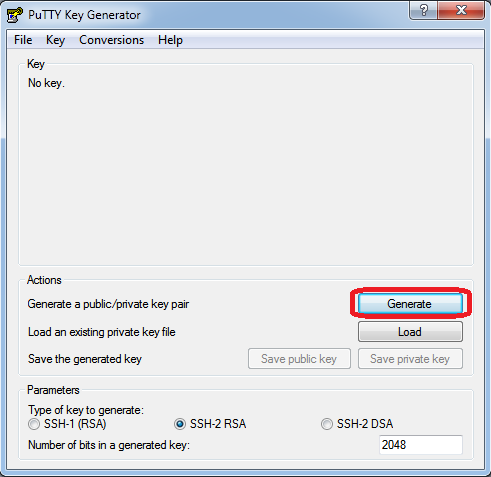 PuTTY Key Generator
File Key Conversions Help
Key
No key.
Actions
Generate a public/private key pair
Generate
Load an existing private key file
Load
Save the generated key
Save public key
Save private key
Parameters
Type of key to generate:
SSH-1 (RSA)
SSH-2 RSA
SSH-2 DSA
Number of bits in a generated key:
2048